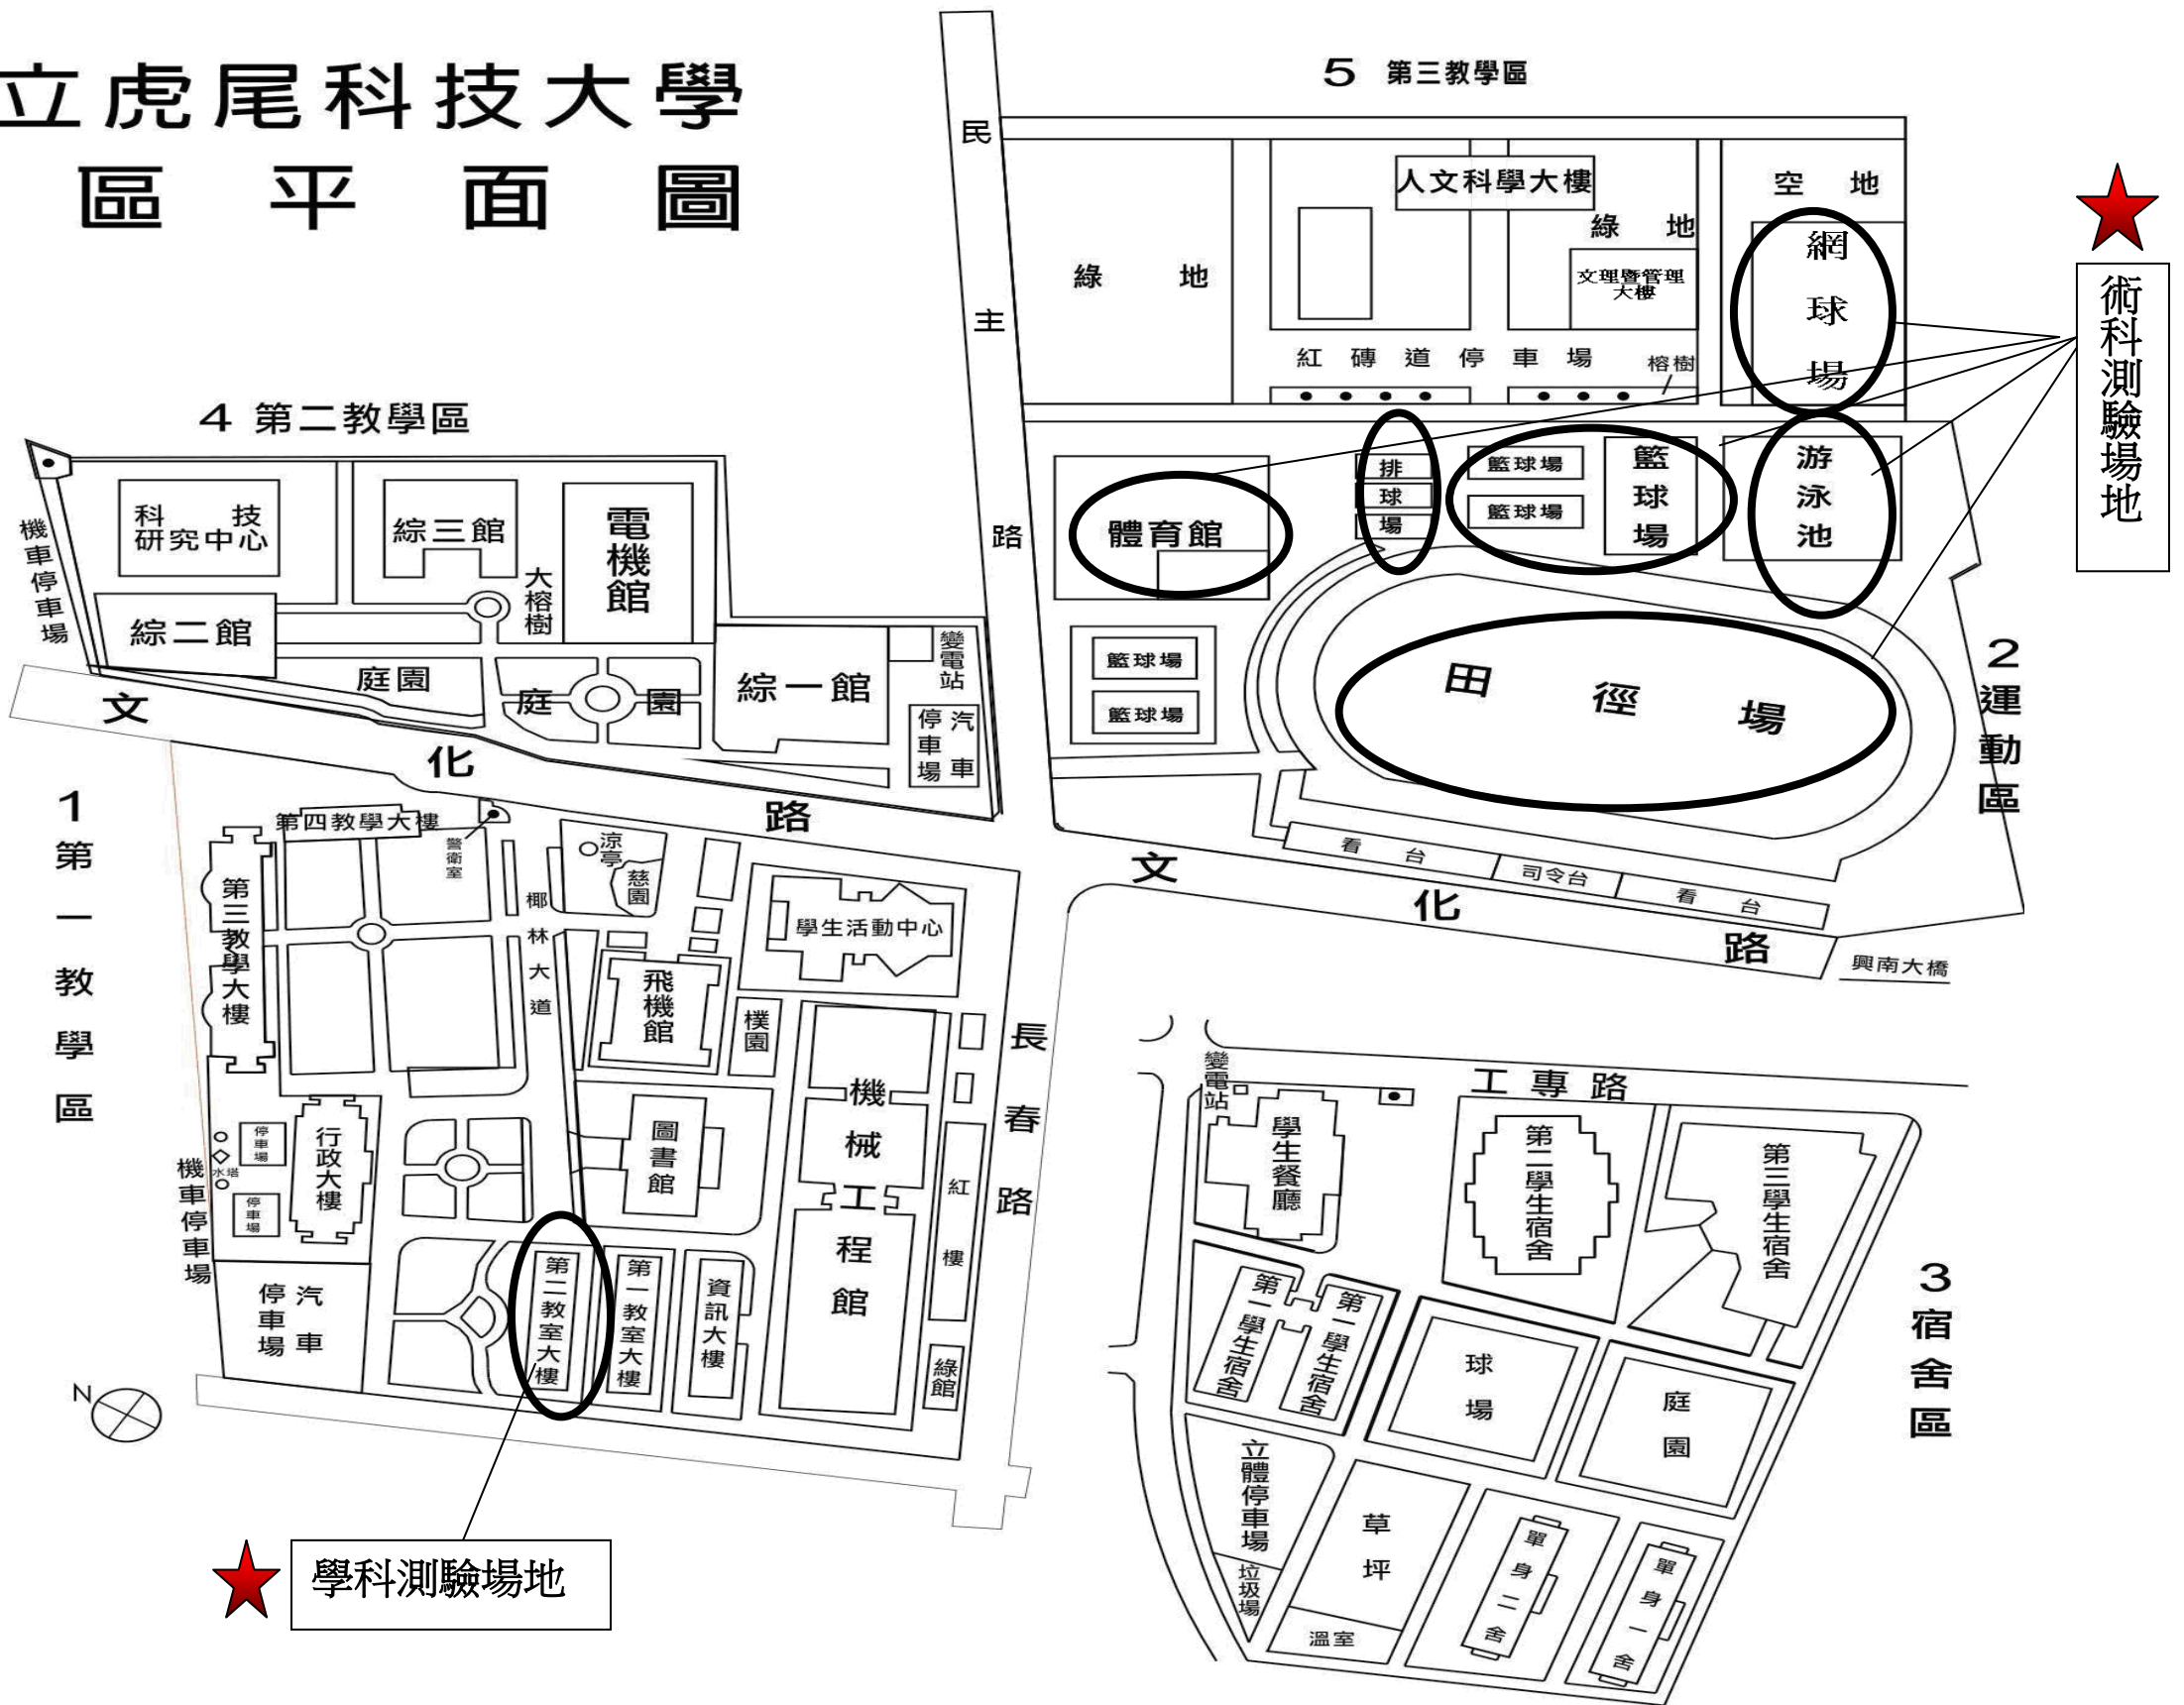 立虎尾科技大學
區平面圖
5 第三教學區
民主路
人文科學大樓
空地
綠地
綠地
文理暨管理
大樓
網球場
紅磚道停車場
榕樹
術科測驗場地
4 第二教學區
機車停車場
科技
研究中心
綜三館
電機館
大榕樹
綜二館
庭園
庭園
綜一館
變電站
汽車
停車場
文化路
體育館
排球場
籃球場
籃球場
籃球場
游泳池
籃球場
籃球場
田徑場
2 運動區
看台
司令台
看台
文化路
興南大橋
1 第一教學區
第四教學大樓
警衛室
第三教學大樓
椰林大道
涼亭
慈園
學生活動中心
飛機館
樸園
機械工程館
長春路
圖書館
紅樓
停車場
水塔
停車場
行政大樓
機車停車場
汽車
停車場
第二教室大樓
第一教室大樓
資訊大樓
綠館
N
學科測驗場地
變電站
工專路
學生餐廳
第二學生宿舍
第三學生宿舍
3 宿舍區
第一學生宿舍
第一學生宿舍
球場
庭園
立體停車場
垃圾場
草坪
溫室
單身二舍
單身一舍